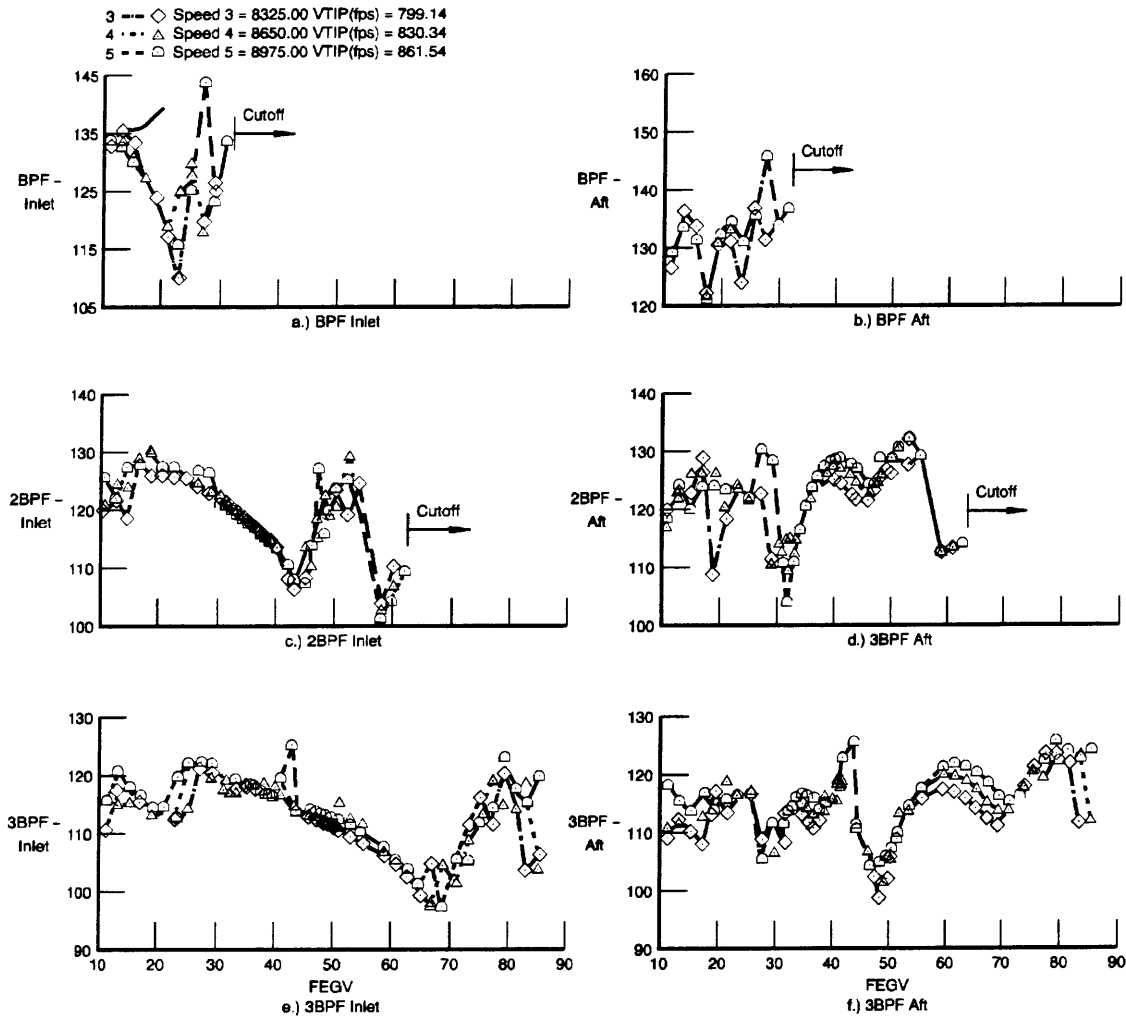 3 Speed 3 = 8325.00 VTIP(fps) = 799.14
4 Speed 4 = 8650.00 VTIP(fps) = 830.34
5 Speed 5 = 8975.00 VTIP(fps) = 861.54
145
135
125
115
105
BPF –
Inlet
Cutoff
a.) BPF Inlet
160
150
140
130
120
BPF –
Aft
Cutoff
b.) BPF Aft
140
130
120
110
100
2BPF –
Inlet
Cutoff
c.) 2BPF Inlet
140
130
120
110
100
2BPF –
Aft
Cutoff
d.) 3BPF Aft
130
120
110
100
90
3BPF –
Inlet
10 20 30 40 50 60 70 80 90
FEGV
e.) 3BPF Inlet
130
120
110
100
90
3BPF –
Aft
10 20 30 40 50 60 70 80 90
FEGV
f.) 3BPF Aft